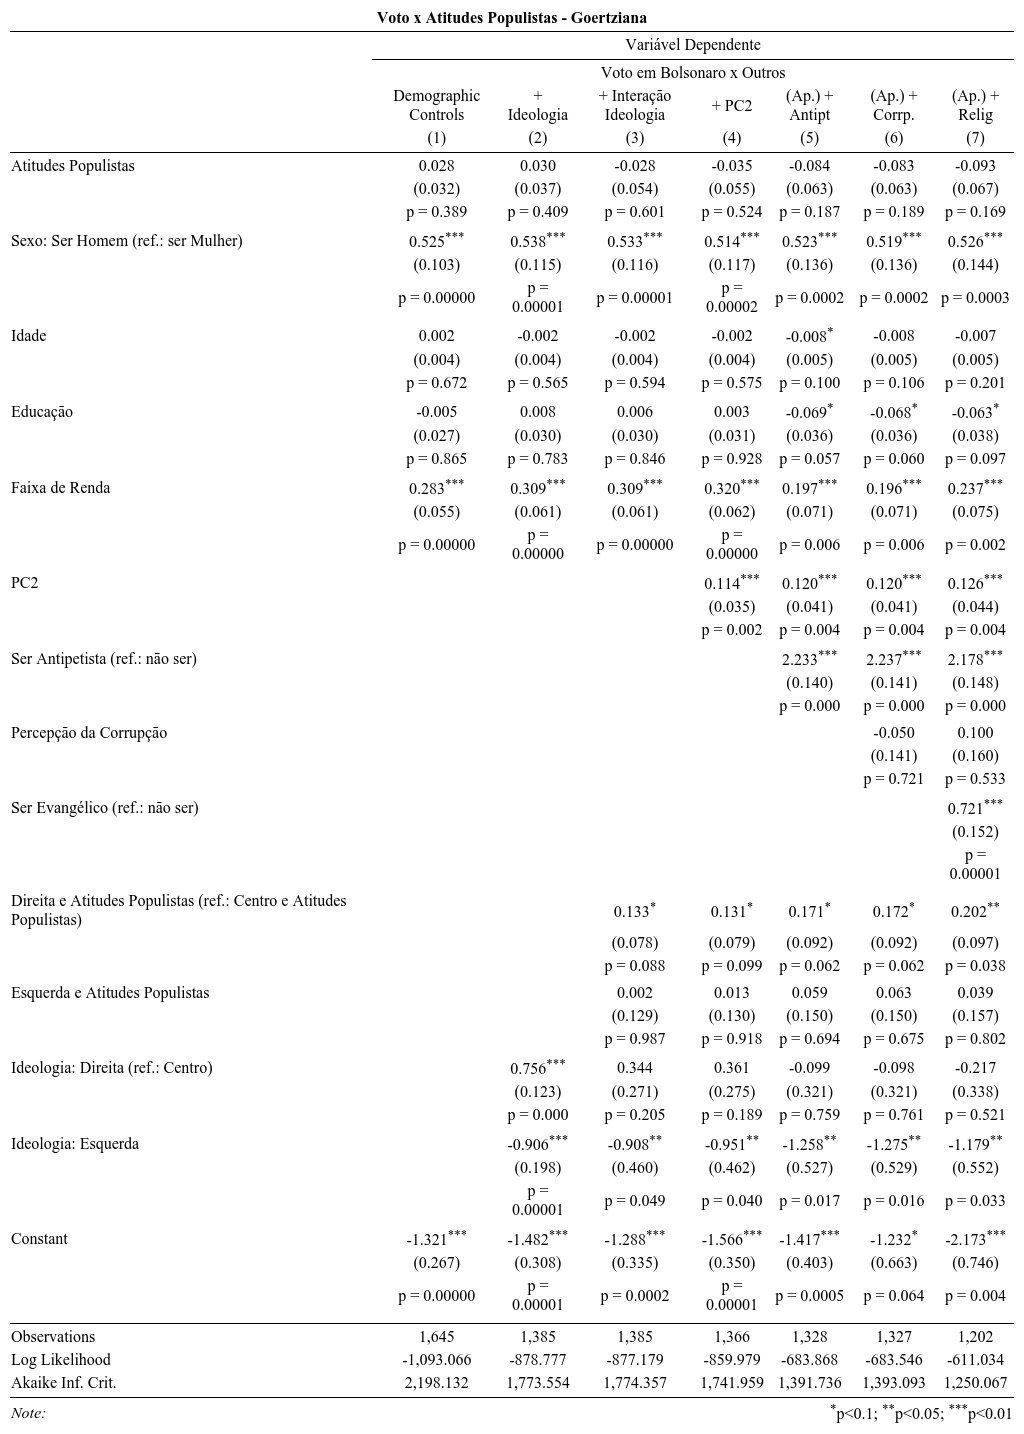 Voto x Atitudes Populistas - Goertziana
Variável Dependente
Voto em Bolsonaro x Outros
Demographic Controls + Ideologia + Interação Ideologia + PC2 (Ap.) + Antipt (Ap.) + Corrp. (Ap.) + Relig
(1) (2) (3) (4) (5) (6) (7)
Atitudes Populistas 0.028 0.030 -0.028 -0.035 -0.084 -0.083 -0.093
(0.032) (0.037) (0.054) (0.055) (0.063) (0.063) (0.067)
p = 0.389 p = 0.409 p = 0.601 p = 0.524 p = 0.187 p = 0.189 p = 0.169
Sexo: Ser Homem (ref.: ser Mulher) 0.525*** 0.538*** 0.533*** 0.514*** 0.523*** 0.519*** 0.526***
(0.103) (0.115) (0.116) (0.117) (0.136) (0.136) (0.144)
p = 0.00000 p = 0.00001 p = 0.00001 p = 0.00002 p = 0.0002 p = 0.0002 p = 0.0003
Idade 0.002 -0.002 -0.002 -0.002 -0.008* -0.008 -0.007
(0.004) (0.004) (0.004) (0.004) (0.005) (0.005) (0.005)
p = 0.672 p = 0.565 p = 0.594 p = 0.575 p = 0.100 p = 0.106 p = 0.201
Educação -0.005 0.008 0.006 0.003 -0.069* -0.068* -0.063*
(0.027) (0.030) (0.030) (0.031) (0.036) (0.036) (0.038)
p = 0.865 p = 0.783 p = 0.846 p = 0.928 p = 0.057 p = 0.060 p = 0.097
Faixa de Renda 0.283*** 0.309*** 0.309*** 0.320*** 0.197*** 0.196*** 0.237***
(0.055) (0.061) (0.061) (0.062) (0.071) (0.071) (0.075)
p = 0.00000 p = 0.00000 p = 0.00000 p = 0.00000 p = 0.006 p = 0.006 p = 0.002
PC2 0.114*** 0.120*** 0.120*** 0.126***
(0.035) (0.041) (0.041) (0.044)
p = 0.002 p = 0.004 p = 0.004 p = 0.004
Ser Antipetista (ref.: não ser) 2.233*** 2.237*** 2.178***
(0.140) (0.141) (0.148)
p = 0.000 p = 0.000 p = 0.000
Percepção da Corrupção -0.050 0.100
(0.141) (0.160)
p = 0.721 p = 0.533
Ser Evangélico (ref.: não ser) 0.721***
(0.152)
p = 0.00001
Direita e Atitudes Populistas (ref.: Centro e Atitudes Populistas) 0.133* 0.131* 0.171* 0.172* 0.202**
(0.078) (0.079) (0.092) (0.092) (0.097)
p = 0.088 p = 0.099 p = 0.062 p = 0.062 p = 0.038
Esquerda e Atitudes Populistas 0.002 0.013 0.059 0.063 0.039
(0.129) (0.130) (0.150) (0.150) (0.157)
p = 0.987 p = 0.918 p = 0.694 p = 0.675 p = 0.802
Ideologia: Direita (ref.: Centro) 0.756*** 0.344 0.361 -0.099 -0.098 -0.217
(0.123) (0.271) (0.275) (0.321) (0.321) (0.338)
p = 0.000 p = 0.205 p = 0.189 p = 0.759 p = 0.761 p = 0.521
Ideologia: Esquerda -0.906*** -0.908** -0.951** -1.258** -1.275** -1.179**
(0.198) (0.460) (0.462) (0.527) (0.529) (0.552)
p = 0.00001 p = 0.049 p = 0.040 p = 0.017 p = 0.016 p = 0.033
Constant -1.321*** -1.482*** -1.288*** -1.566*** -1.417*** -1.232* -2.173***
(0.267) (0.308) (0.335) (0.350) (0.403) (0.663) (0.746)
p = 0.00000 p = 0.00001 p = 0.0002 p = 0.00001 p = 0.0005 p = 0.064 p = 0.004
Observations 1,645 1,385 1,385 1,366 1,328 1,327 1,202
Log Likelihood -1,093.066 -878.777 -877.179 -859.979 -683.868 -683.546 -611.034
Akaike Inf. Crit. 2,198.132 1,773.554 1,774.357 1,741.959 1,391.736 1,393.093 1,250.067
Note: *p<0.1; **p<0.05; ***p<0.01